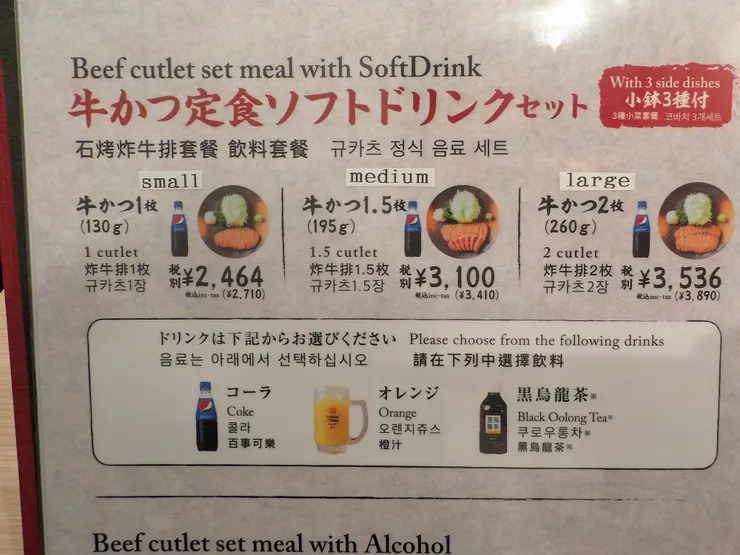 Beef cutlet set meal with SoftDrink
牛かつ定食ソフトドリンクセット
石烤炸牛排套餐 飲料套餐 규카츠 정식 음료 세트
With 3 side dishes
小鉢3種付
3種小菜套餐 코바치 3개세트
small
牛かつ1枚
(130g)
1 cutlet
炸牛排1枚
규카츠1장
税別 ¥2,464
税込inc-tax (¥2,710)
medium
牛かつ1.5枚
(195g)
1.5 cutlet
炸牛排1.5枚
규카츠1.5장
税別 ¥3,100
税込inc-tax (¥3,410)
large
牛かつ2枚
(260g)
2 cutlet
炸牛排2枚
규카츠2장
税別 ¥3,536
税込inc-tax (¥3,890)
ドリンクは下記からお選びください Please choose from the following drinks
음료는 아래에서 선택하십시오 請在下列中選擇飲料
コーラ
Coke
콜라
百事可樂
オレンジ
Orange
오렌지쥬스
橙汁
黒烏龍茶※
Black Oolong Tea※
쿠로우롱차※
黑烏龍茶※
Beef cutlet set meal with Alcohol